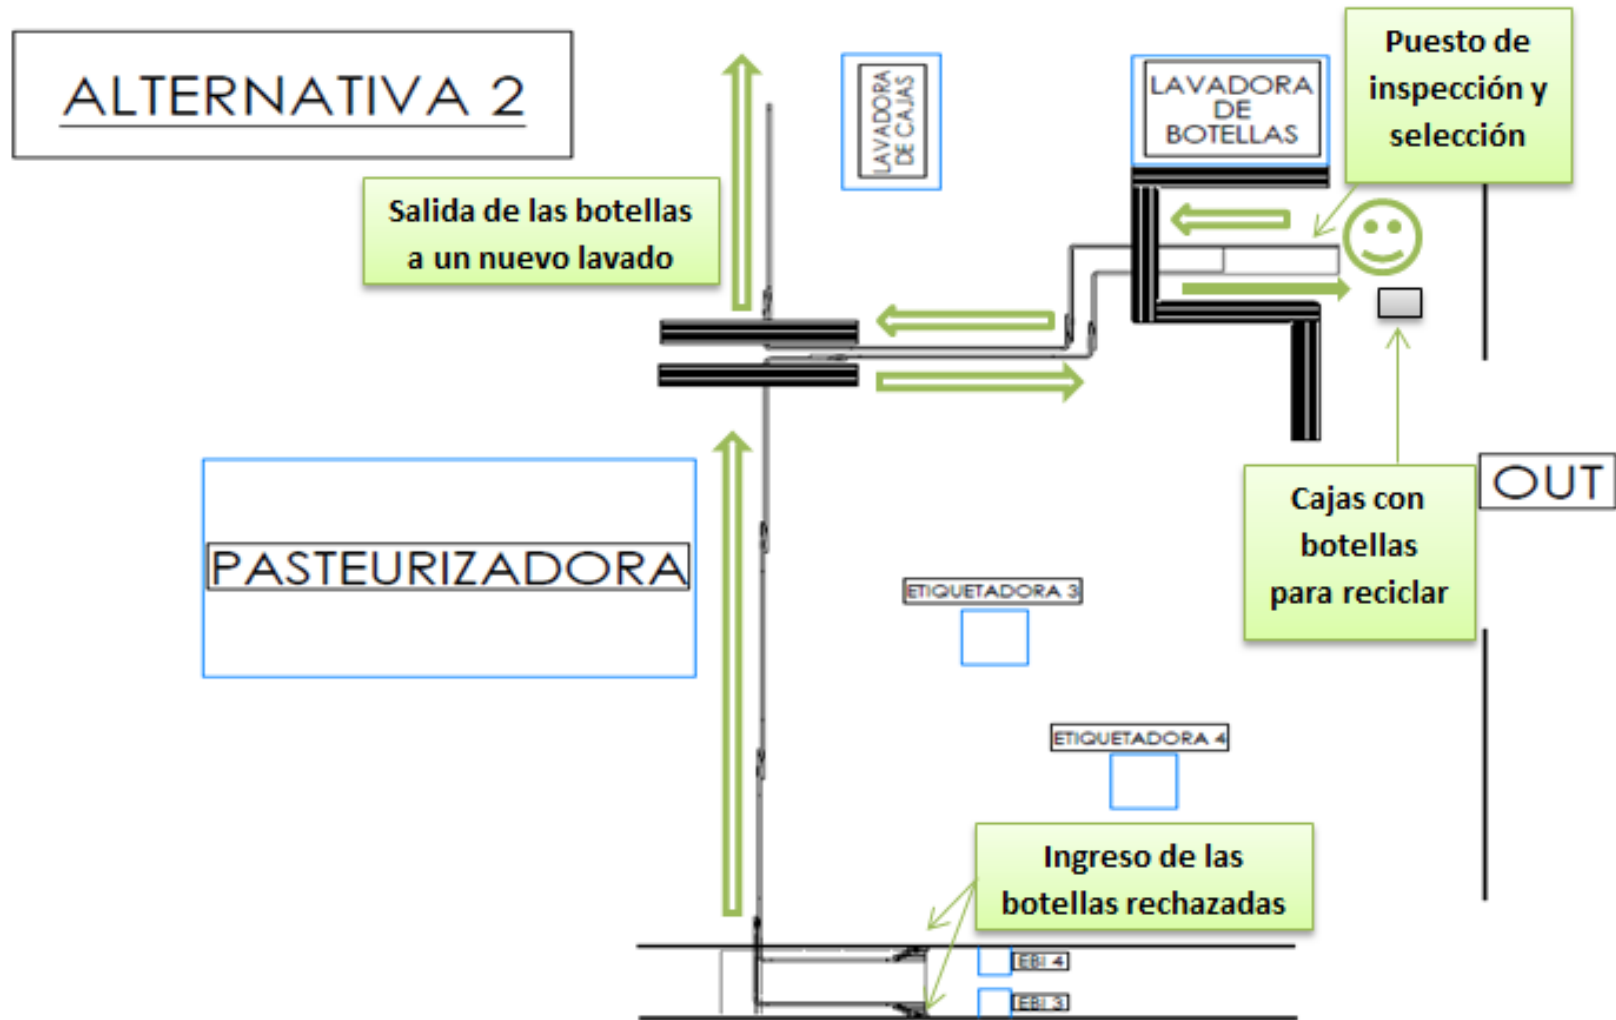 ALTERNATIVA 2
LAVADORA
DE CAJAS
LAVADORA
DE
BOTELLAS
Puesto de
inspección y
selección
Salida de las botellas
a un nuevo lavado
PASTEURIZADORA
Cajas con
botellas
para reciclar
OUT
ETIQUETADORA 3
ETIQUETADORA 4
Ingreso de las
botellas rechazadas
EBI 4
EBI 3